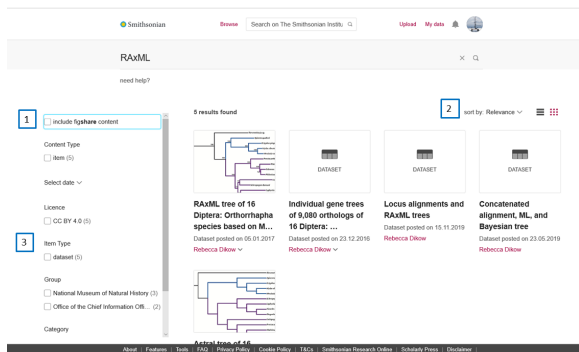 Smithsonian
Browse
Search on The Smithsonian Institu
Upload
My data
RAxML
need help?
1
include figshare content
Content Type
item (5)
Select date
Licence
CC BY 4.0 (5)
3
Item Type
dataset (5)
Group
National Museum of Natural History (3)
Office of the Chief Information Offi... (2)
Category
5 results found
2
sort by: Relevance
RAxML tree of 16
Diptera: Orthorrhapha
species based on M...
Dataset posted on 05.01.2017
Rebecca Dikow
DATASET
Individual gene trees
of 9,080 orthologs of
16 Diptera: ...
Dataset posted on 23.12.2016
Rebecca Dikow
DATASET
Locus alignments and
RAxML trees
Dataset posted on 15.11.2019
Rebecca Dikow
DATASET
Concatenated
alignment, ML, and
Bayesian tree
Dataset posted on 23.05.2019
Rebecca Dikow
Astral tree of 16
About | Features | Tools | FAQ | Privacy Policy | Cookie Policy | T&Cs | Smithsonian Research Online | Scholarly Press | Disclaimer |